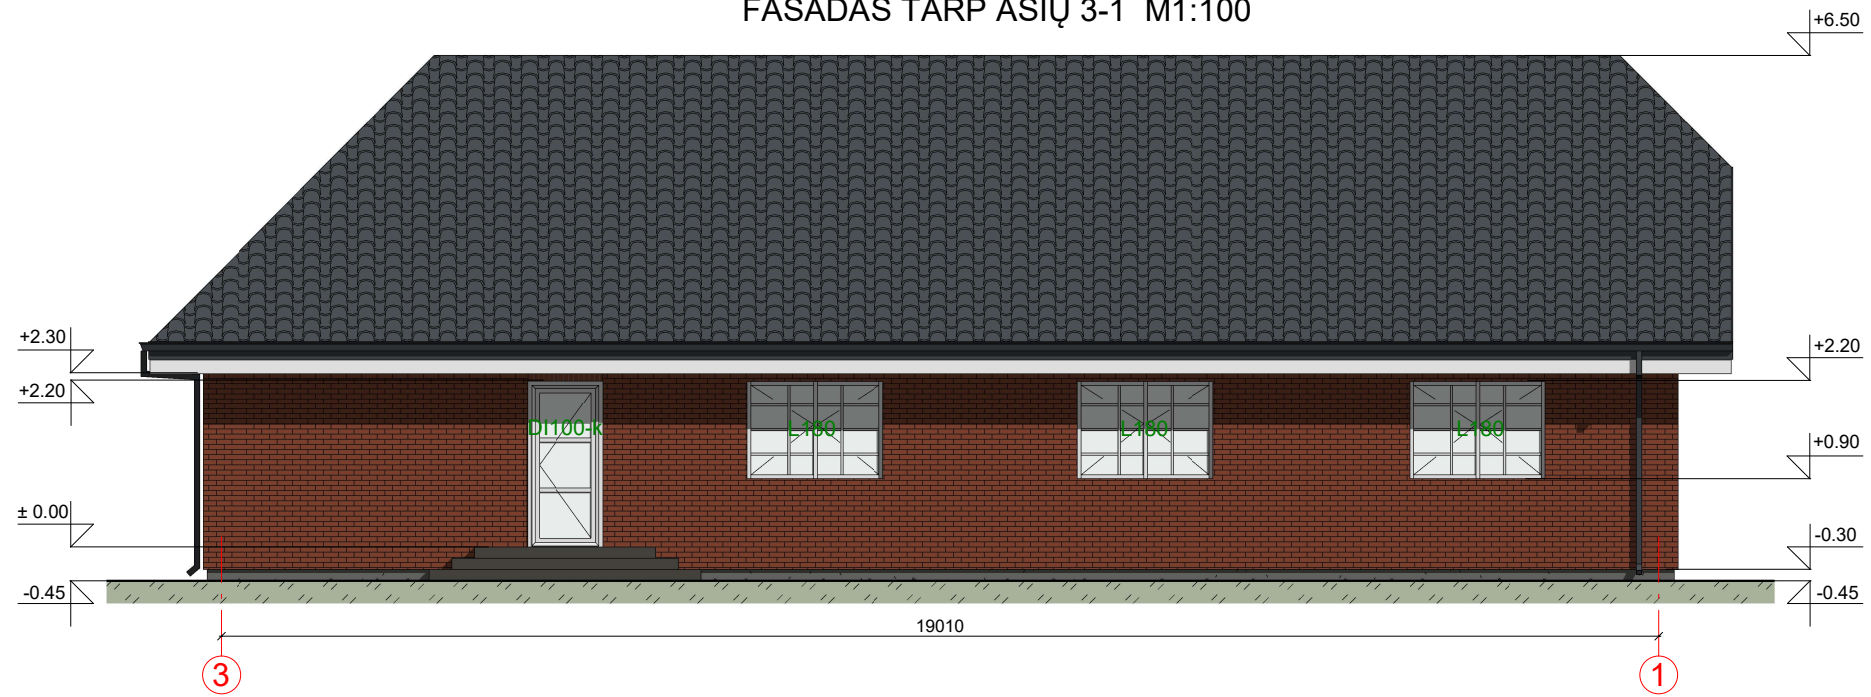 FASADAS TARP AŠIŲ 3-1 M1:100
+6.50
+2.30
+2.20
+2.20
DI100-k
L180
L180
L180
+0.90
± 0.00
-0.30
-0.45
-0.45
19010
3
1